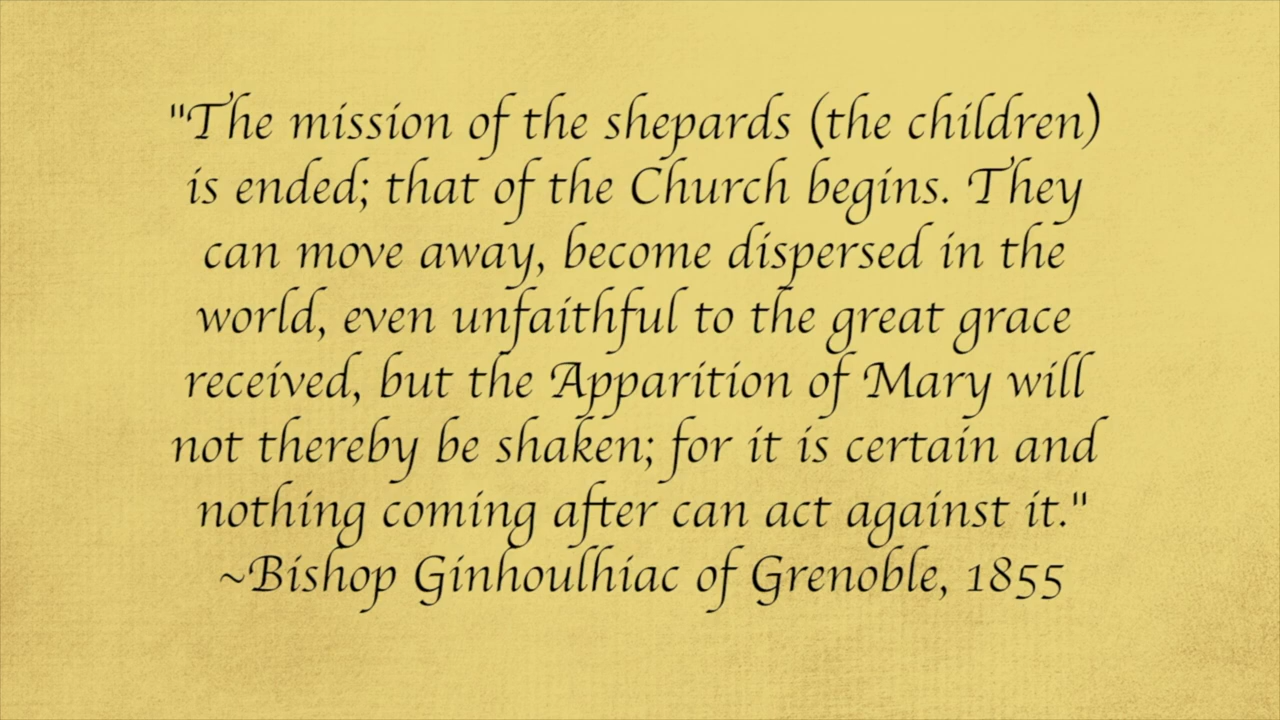 "The mission of the shepards (the children)
is ended; that of the Church begins. They
can move away, become dispersed in the
world, even unfaithful to the great grace
received, but the Apparition of Mary will
not thereby be shaken; for it is certain and
nothing coming after can act against it."
~Bishop Ginhoulhiac of Grenoble, 1855